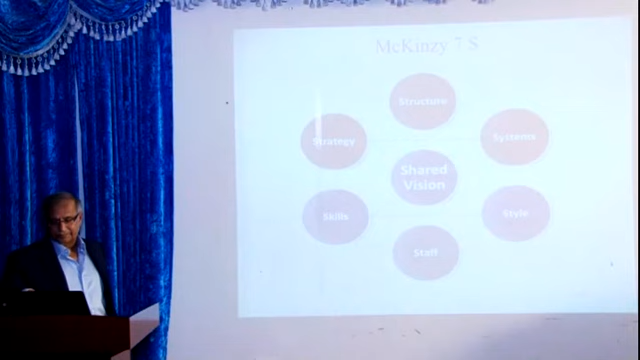 McKinzy 7 S
Structure
Strategy
Systems
Shared
Vision
Skills
Style
Staff